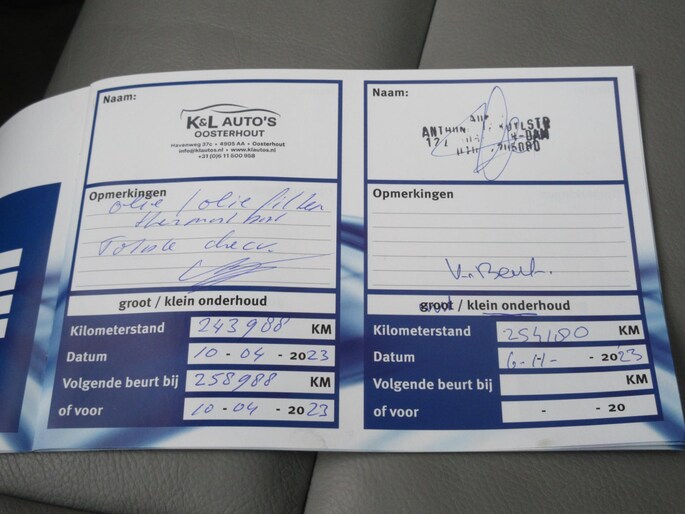 Naam:
K&L AUTO'S
OOSTERHOUT
Havenweg 37c • 4905 AA • Oosterhout
info@klautos.nl • www.klautos.nl
+31 (0)6 11 500 958
Opmerkingen
olie / olie filter
thermost
Totale check
groot / klein onderhoud
Kilometerstand 243988 KM
Datum 10 - 04 - 2023
Volgende beurt bij 258988 KM
of voor 10 - 04 - 2023
Naam:
Opmerkingen
groot / klein onderhoud
Kilometerstand 254180 KM
Datum - 2023
Volgende beurt bij KM
of voor - - 20